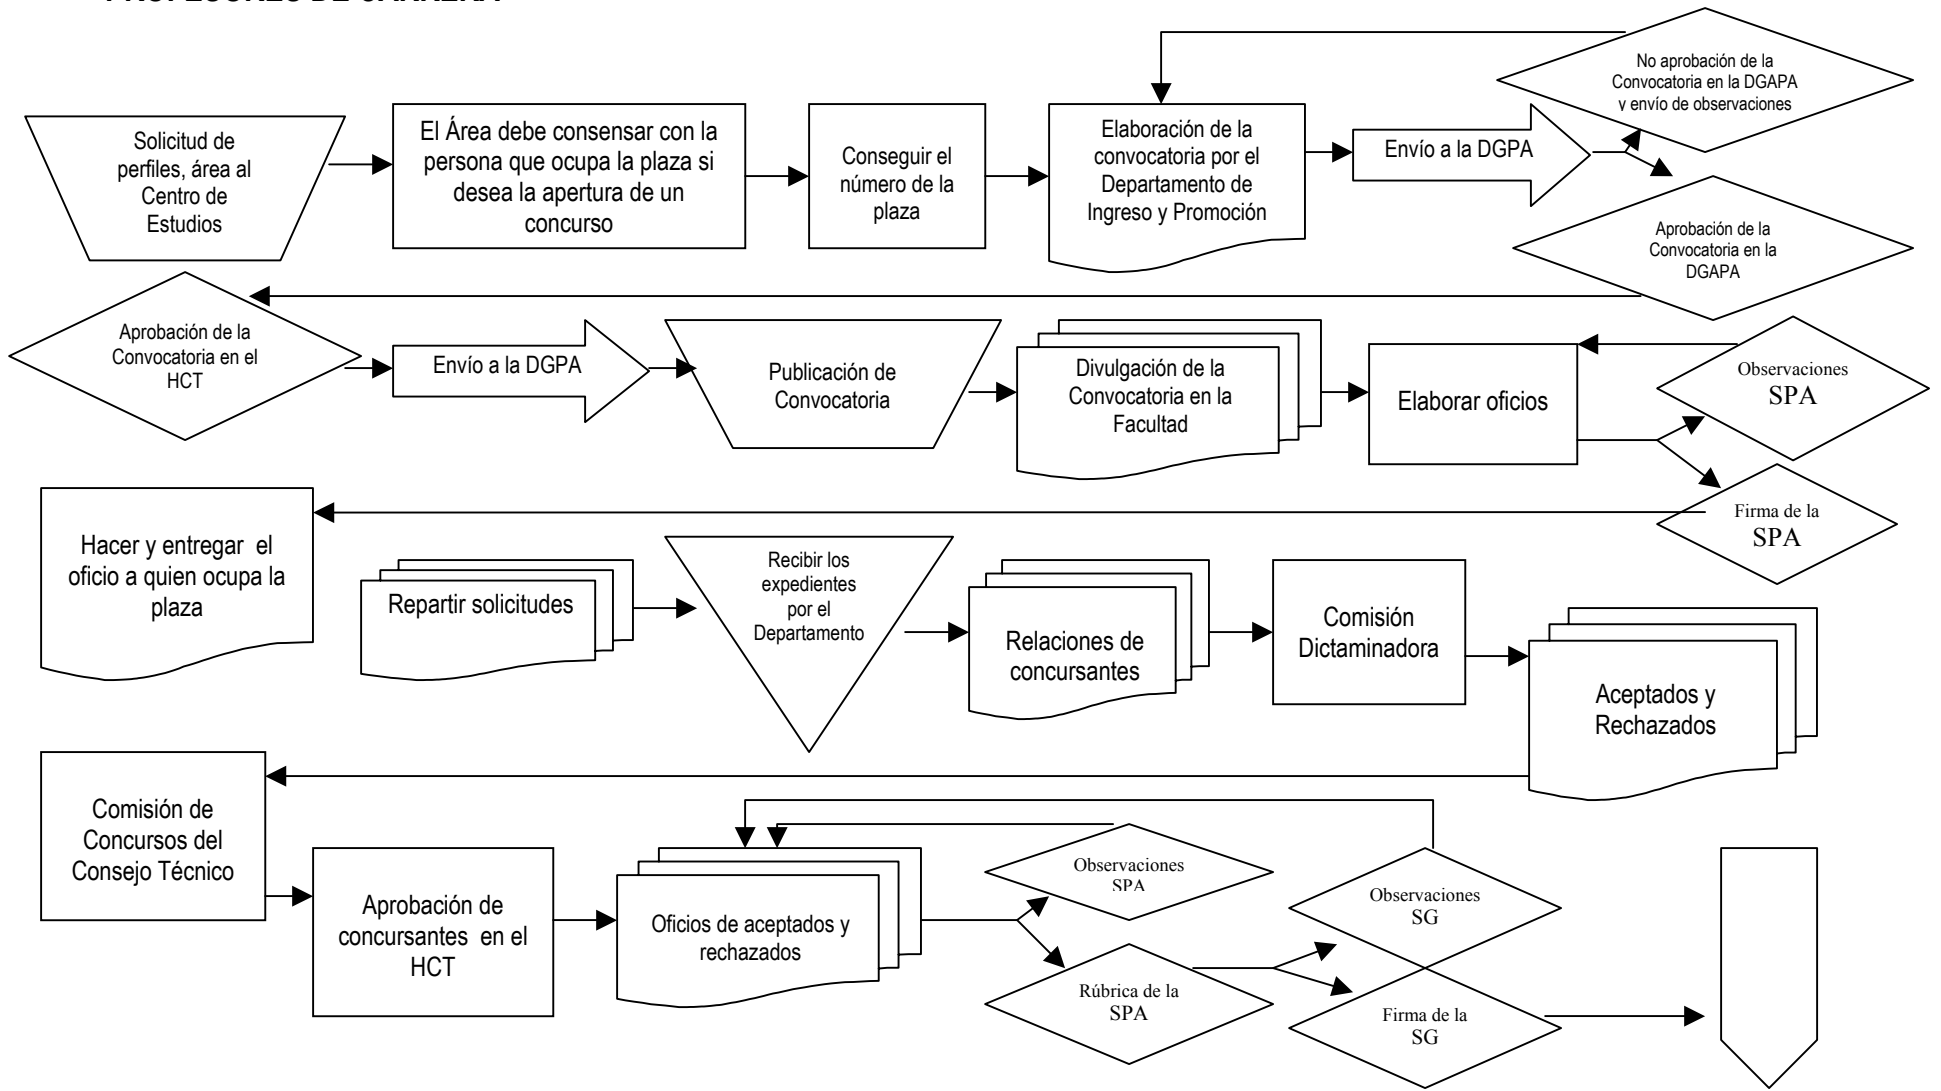 PROFESORES DE CARRERA
No aprobación de la
Convocatoria en la DGAPA
y envío de observaciones
Solicitud de
perfiles, área al
Centro de
Estudios
El Área debe consensar con la
persona que ocupa la plaza si
desea la apertura de un
concurso
Conseguir el
número de la
plaza
Elaboración de la
convocatoria por el
Departamento de
Ingreso y Promoción
Envío a la DGPA
Aprobación de la
Convocatoria en la
DGAPA
Aprobación de la
Convocatoria en el
HCT
Envío a la DGPA
Publicación de
Convocatoria
Divulgación de la
Convocatoria en la
Facultad
Elaborar oficios
Observaciones
SPA
Firma de la
SPA
Hacer y entregar el
oficio a quien ocupa la
plaza
Repartir solicitudes
Recibir los
expedientes
por el
Departamento
Relaciones de
concursantes
Comisión
Dictaminadora
Aceptados y
Rechazados
Comisión de
Concursos del
Consejo Técnico
Aprobación de
concursantes en el
HCT
Oficios de aceptados y
rechazados
Observaciones
SPA
Rúbrica de la
SPA
Observaciones
SG
Firma de la
SG